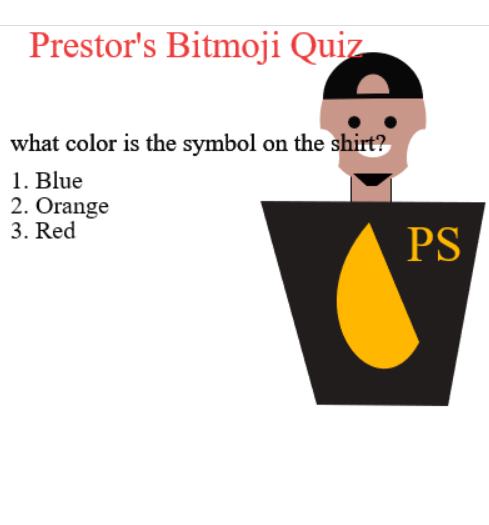 Prestor's Bitmoji Quiz
what color is the symbol on the shirt?
1. Blue
2. Orange
3. Red
PS